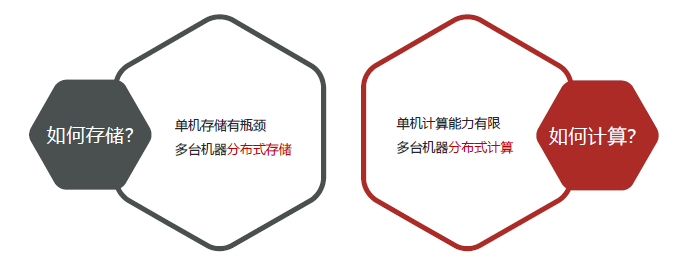 如何存储?
单机存储有瓶颈
多台机器分布式存储
单机计算能力有限
多台机器分布式计算
如何计算?